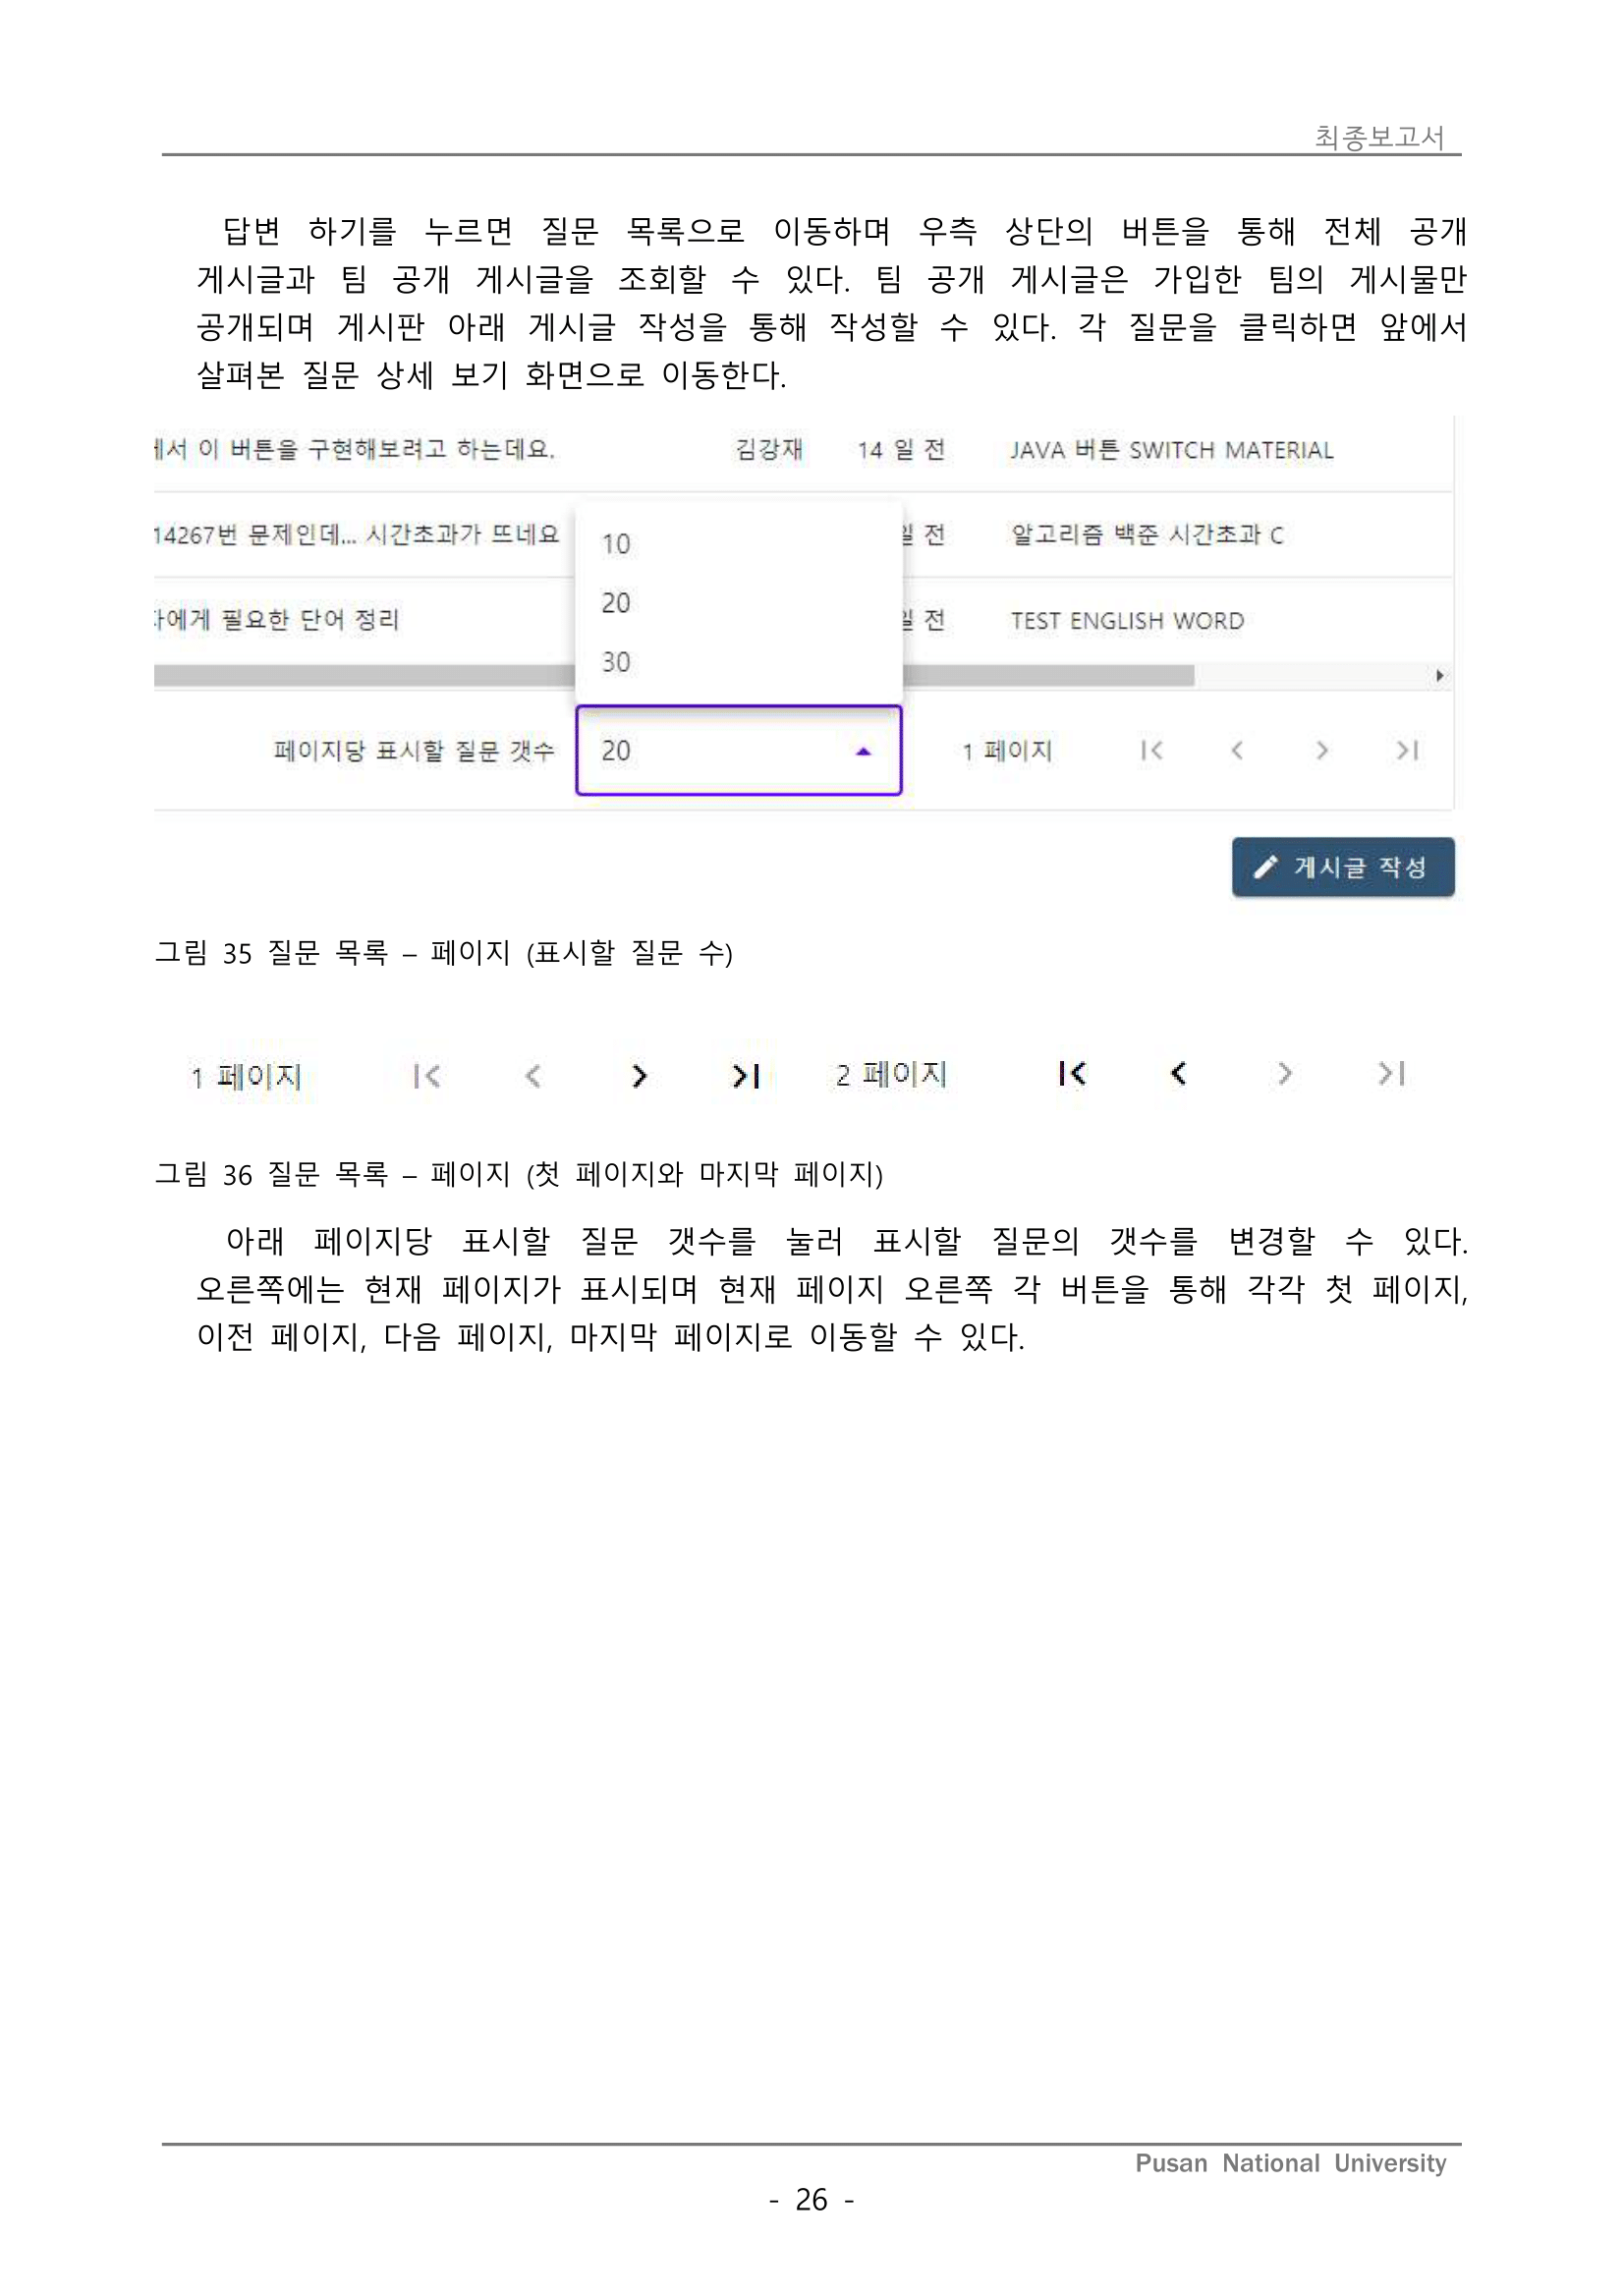 최종보고서
답변 하기를 누르면 질문 목록으로 이동하며 우측 상단의 버튼을 통해 전체 공개
게시글과 팀 공개 게시글을 조회할 수 있다. 팀 공개 게시글은 가입한 팀의 게시물만
공개되며 게시판 아래 게시글 작성을 통해 작성할 수 있다. 각 질문을 클릭하면 앞에서
살펴본 질문 상세 보기 화면으로 이동한다.
서 이 버튼을 구현해보려고 하는데요. 김강재 14 일 전 JAVA 버튼 SWITCH MATERIAL
14267번 문제인데... 시간초과가 뜨네요 일 전 알고리즘 백준 시간초과 C
에게 필요한 단어 정리 일 전 TEST ENGLISH WORD
10
20
30
페이지당 표시할 질문 갯수 20 1 페이지
게시글 작성
그림 35 질문 목록 – 페이지 (표시할 질문 수)
1 페이지 2 페이지
그림 36 질문 목록 – 페이지 (첫 페이지와 마지막 페이지)
아래 페이지당 표시할 질문 갯수를 눌러 표시할 질문의 갯수를 변경할 수 있다.
오른쪽에는 현재 페이지가 표시되며 현재 페이지 오른쪽 각 버튼을 통해 각각 첫 페이지,
이전 페이지, 다음 페이지, 마지막 페이지로 이동할 수 있다.
Pusan National University
- 26 -